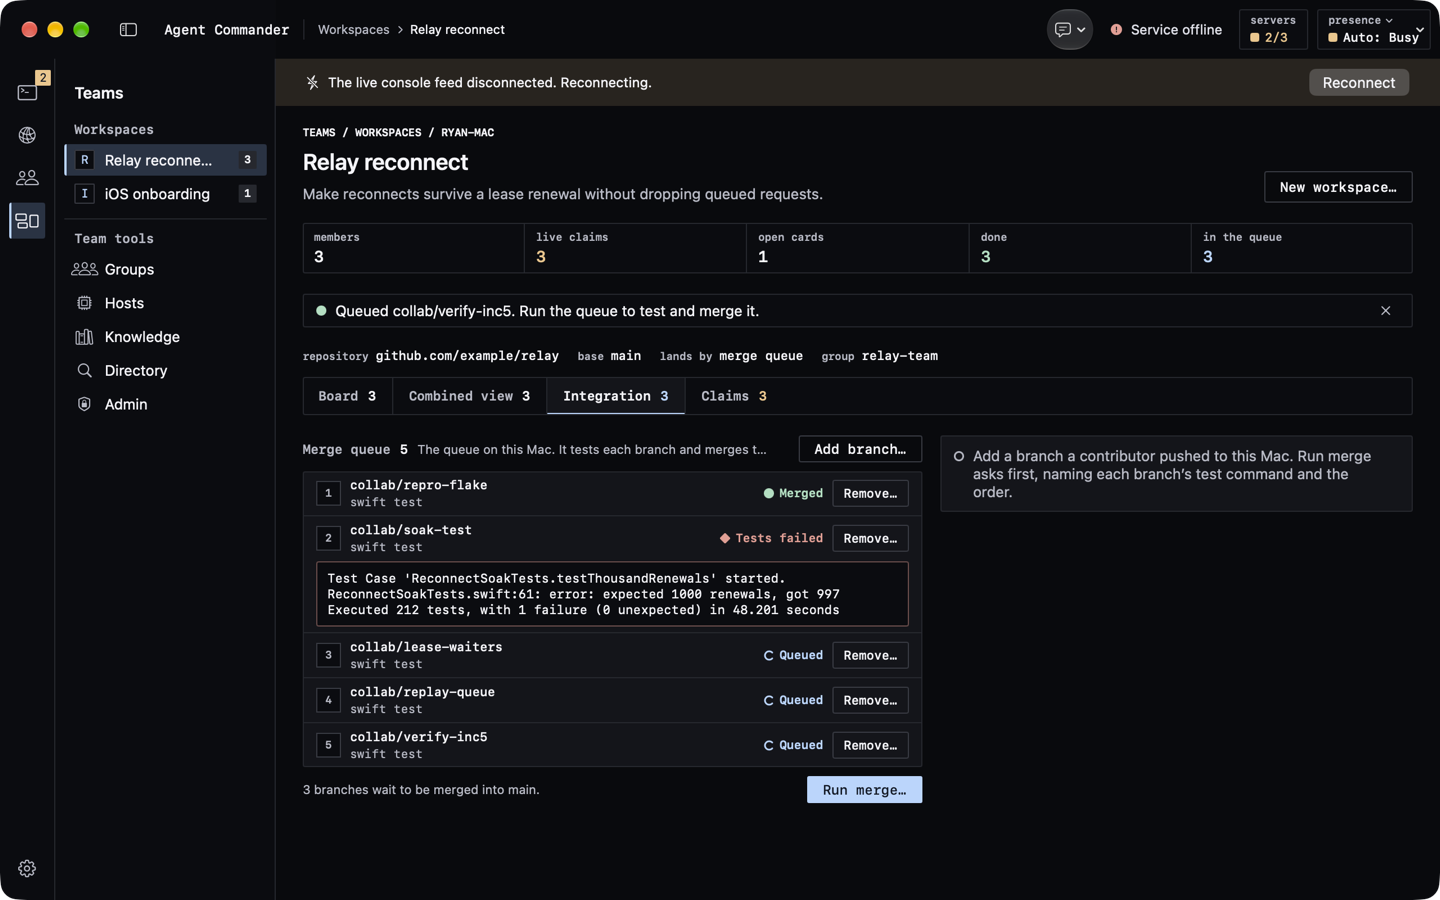 Agent Commander
Workspaces > Relay reconnect
Service offline
servers
2/3
presence
Auto: Busy
2
Teams
Workspaces
R Relay reconne... 3
I iOS onboarding 1
Team tools
Groups
Hosts
Knowledge
Directory
Admin
The live console feed disconnected. Reconnecting.
Reconnect
TEAMS / WORKSPACES / RYAN-MAC
Relay reconnect
Make reconnects survive a lease renewal without dropping queued requests.
New workspace…
members
3
live claims
3
open cards
1
done
3
in the queue
3
Queued collab/verify-inc5. Run the queue to test and merge it.
repository github.com/example/relay base main lands by merge queue group relay-team
Board 3
Combined view 3
Integration 3
Claims 3
Merge queue 5 The queue on this Mac. It tests each branch and merges t...
Add branch…
1 collab/repro-flake
swift test
Merged
Remove…
2 collab/soak-test
swift test
Tests failed
Remove…
Test Case 'ReconnectSoakTests.testThousandRenewals' started.
ReconnectSoakTests.swift:61: error: expected 1000 renewals, got 997
Executed 212 tests, with 1 failure (0 unexpected) in 48.201 seconds
3 collab/lease-waiters
swift test
Queued
Remove…
4 collab/replay-queue
swift test
Queued
Remove…
5 collab/verify-inc5
swift test
Queued
Remove…
3 branches wait to be merged into main.
Run merge…
Add a branch a contributor pushed to this Mac. Run merge
asks first, naming each branch’s test command and the
order.